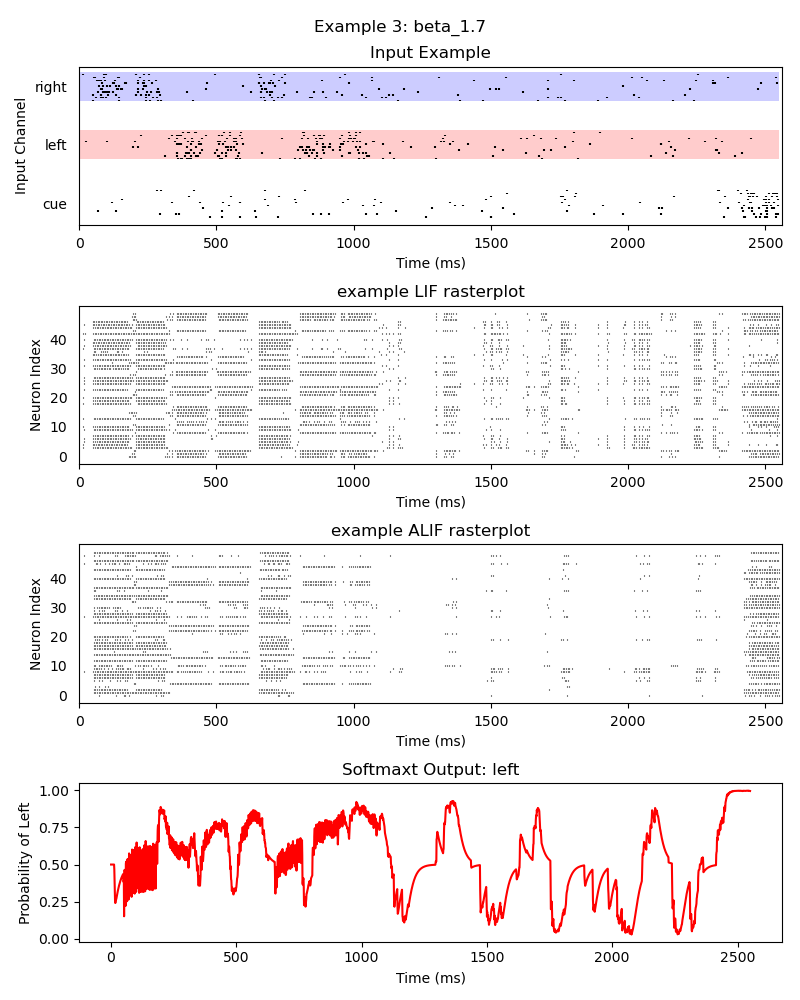 Example 3: beta_1.7
Input Example
Input Channel
right
left
cue
0 500 1000 1500 2000 2500
Time (ms)
example LIF rasterplot
Neuron Index
40
30
20
10
0
0 500 1000 1500 2000 2500
Time (ms)
example ALIF rasterplot
Neuron Index
40
30
20
10
0
0 500 1000 1500 2000 2500
Time (ms)
Softmaxt Output: left
Probability of Left
1.00
0.75
0.50
0.25
0.00
0 500 1000 1500 2000 2500
Time (ms)